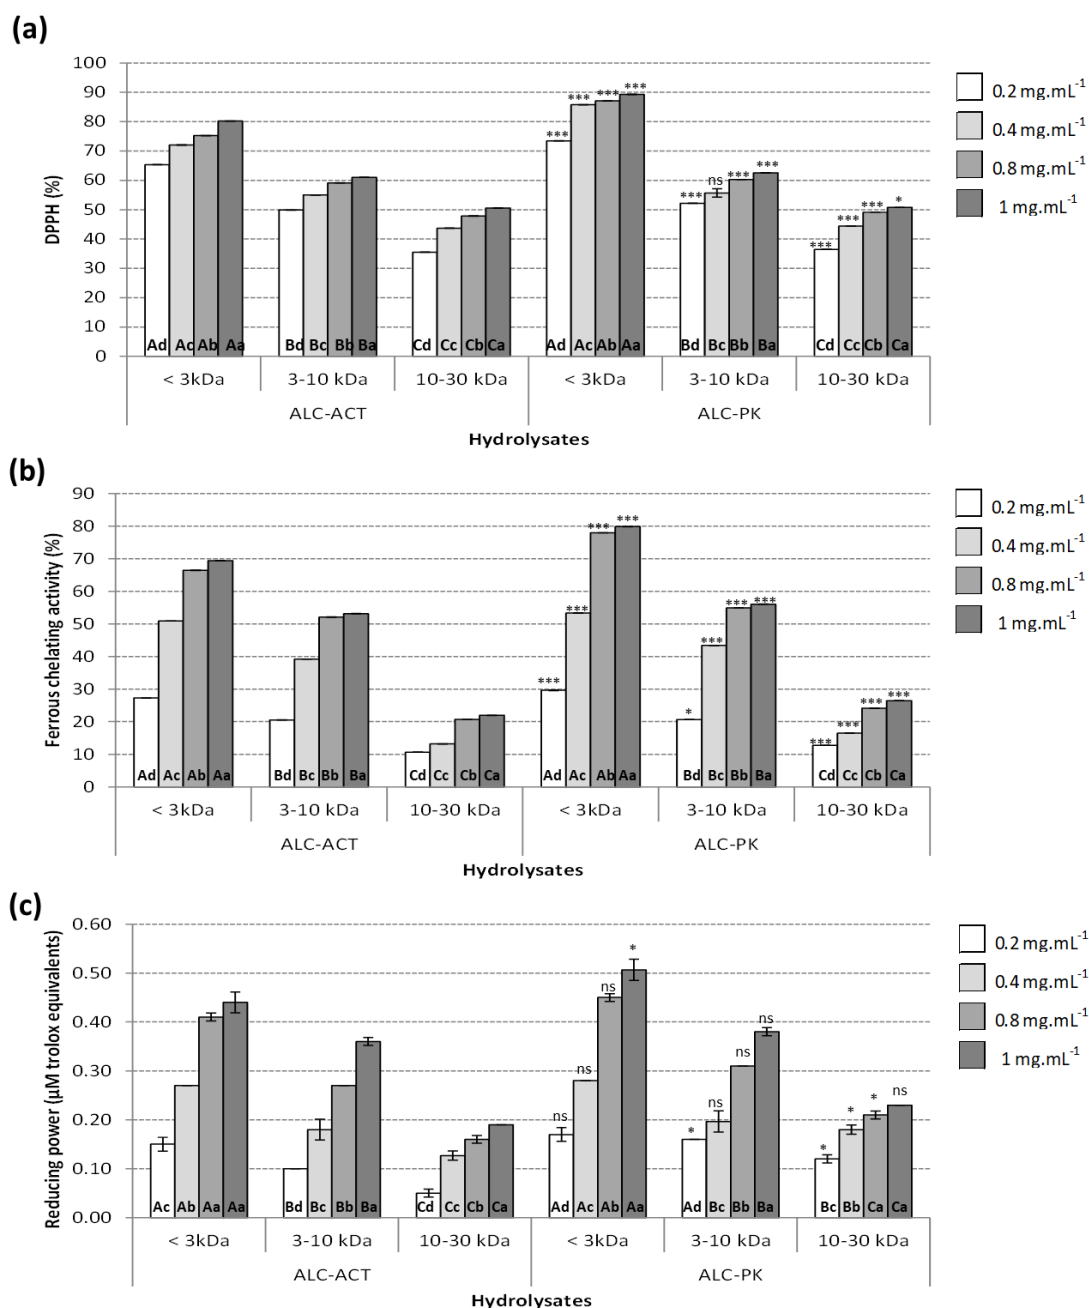 (a)
DPPH (%)
100
90
80
70
60
50
40
30
20
10
0
*** *** *** ***
*** ns *** ***
*** *** *** *
Ad Ac Ab Aa Bd Bc Bb Ba Cd Cc Cb Ca Ad Ac Ab Aa Bd Bc Bb Ba Cd Cc Cb Ca
< 3kDa 3-10 kDa 10-30 kDa < 3kDa 3-10 kDa 10-30 kDa
ALC-ACT ALC-PK
Hydrolysates
0.2 mg.mL-1
0.4 mg.mL-1
0.8 mg.mL-1
1 mg.mL-1
(b)
Ferrous chelating activity (%)
90
80
70
60
50
40
30
20
10
0
*** *** *** ***
* *** *** ***
*** *** *** ***
Ad Ac Ab Aa Bd Bc Bb Ba Cd Cc Cb Ca Ad Ac Ab Aa Bd Bc Bb Ba Cd Cc Cb Ca
< 3kDa 3-10 kDa 10-30 kDa < 3kDa 3-10 kDa 10-30 kDa
ALC-ACT ALC-PK
Hydrolysates
0.2 mg.mL-1
0.4 mg.mL-1
0.8 mg.mL-1
1 mg.mL-1
(c)
Reducing power (µM trolox equivalents)
0.60
0.50
0.40
0.30
0.20
0.10
0.00
ns ns ns *
* ns ns ns
* * * ns
Ac Ab Aa Aa Bd Bc Bb Ba Cd Cc Cb Ca Ad Ac Ab Aa Ad Bc Bb Ba Bc Bb Ca Ca
< 3kDa 3-10 kDa 10-30 kDa < 3kDa 3-10 kDa 10-30 kDa
ALC-ACT ALC-PK
Hydrolysates
0.2 mg.mL-1
0.4 mg.mL-1
0.8 mg.mL-1
1 mg.mL-1